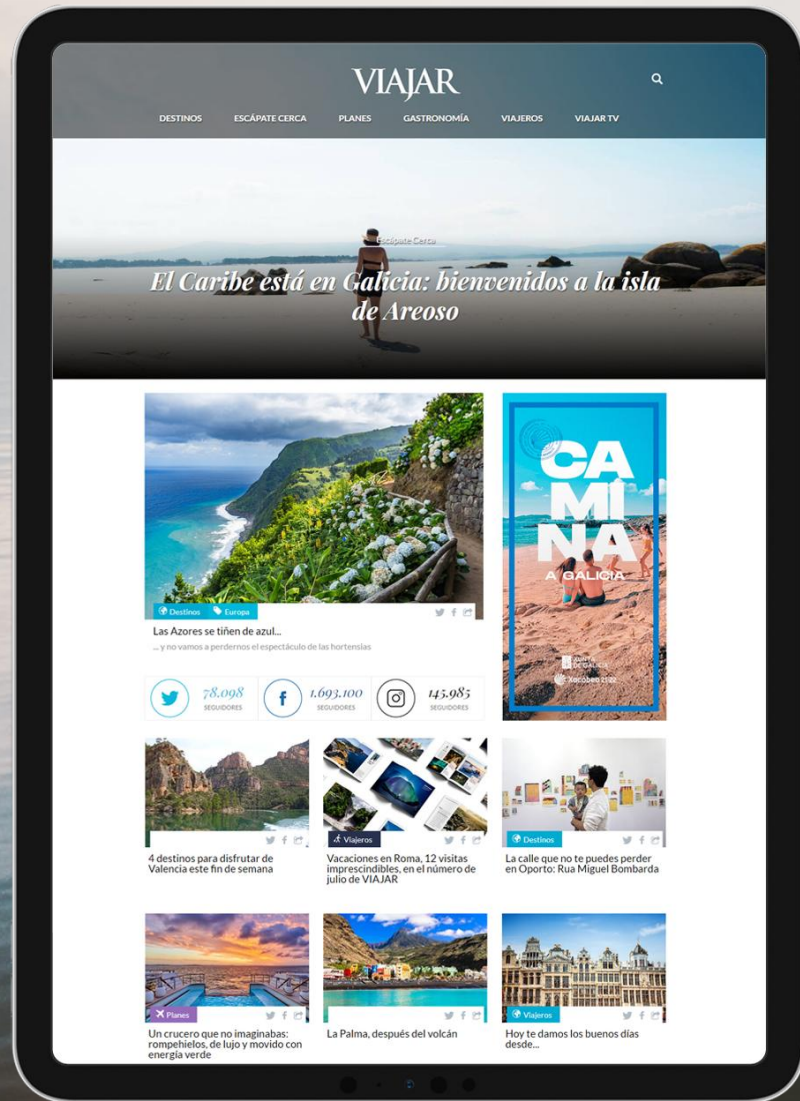 VIAJAR
DESTINOS ESCÁPATE CERCA PLANES GASTRONOMÍA VIAJEROS VIAJAR TV
Escápate Cerca
El Caribe está en Galicia: bienvenidos a la isla
de Areoso
Destinos Europa
Las Azores se tiñen de azul...
... y no vamos a perdernos el espectáculo de las hortensias
78.098
SEGUIDORES
1.693.100
SEGUIDORES
145.985
SEGUIDORES
CA
MI
NA
A GALICIA
XUNTA
DE GALICIA
Xacobeo 21·22
4 destinos para disfrutar de
Valencia este fin de semana
Viajeros
Vacaciones en Roma, 12 visitas
imprescindibles, en el número de
julio de VIAJAR
Destinos
La calle que no te puedes perder
en Oporto: Rua Miguel Bombarda
Planes
Un crucero que no imaginabas:
rompehielos, de lujo y movido con
energía verde
La Palma, después del volcán
Viajeros
Hoy te damos los buenos días
desde...